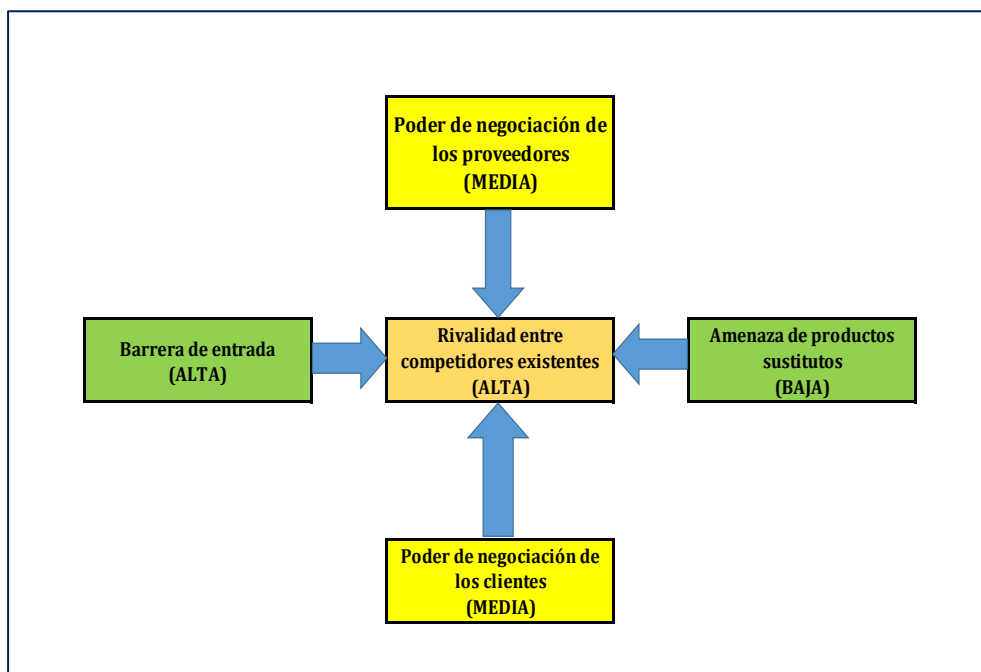 Poder de negociación de
los proveedores
(MEDIA)
Barrera de entrada
(ALTA)
Rivalidad entre
competidores existentes
(ALTA)
Amenaza de productos
sustitutos
(BAJA)
Poder de negociación de
los clientes
(MEDIA)